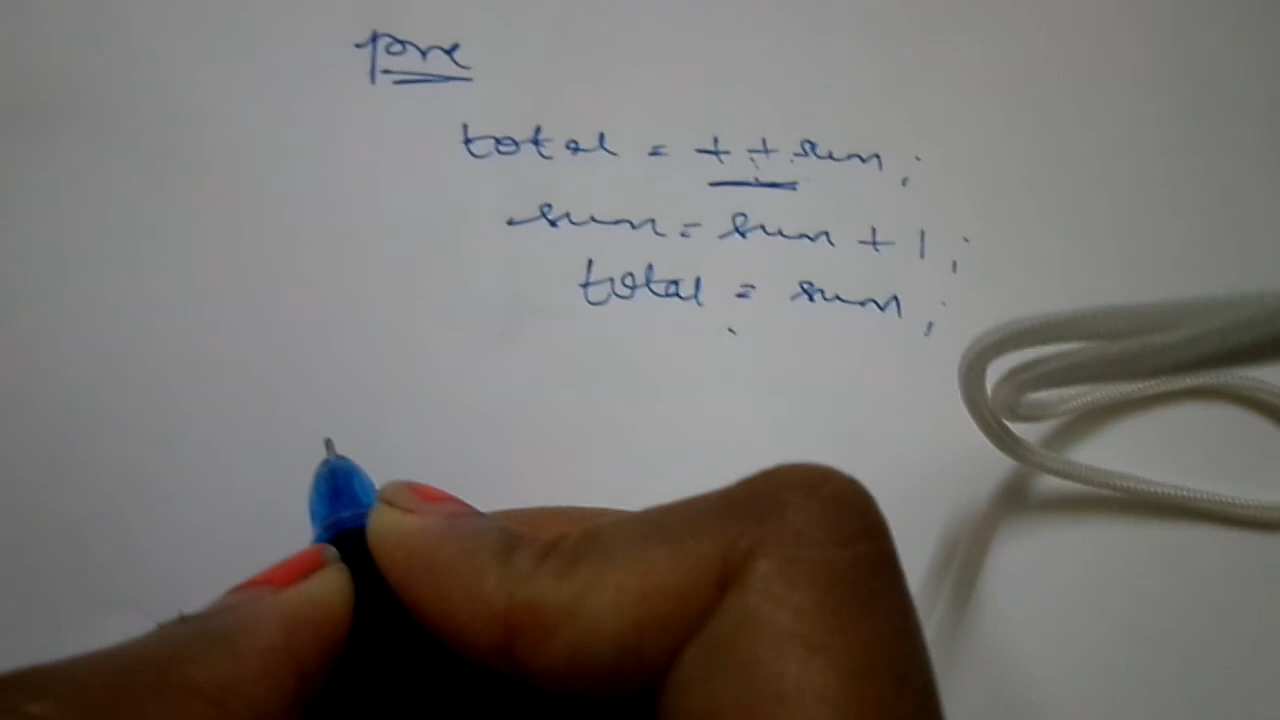 pre
total = ++sum;
sum = sum + 1;
total = sum;